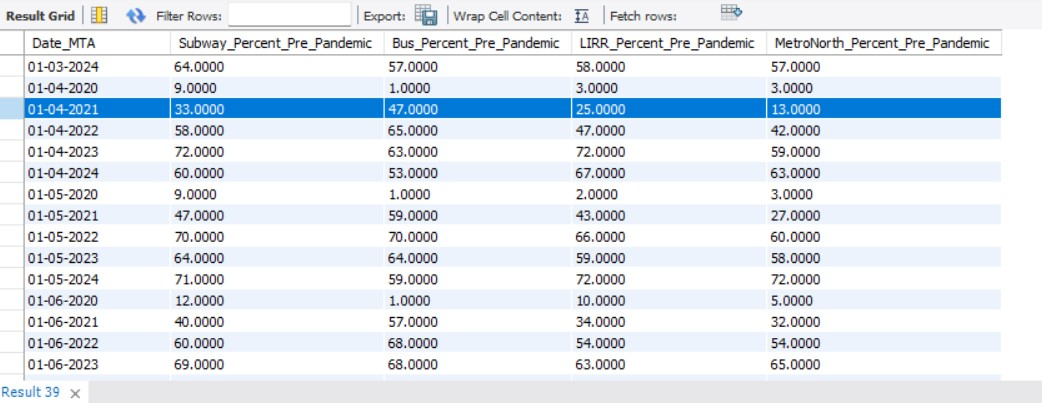 Result Grid Filter Rows: Export: Wrap Cell Content: IA Fetch rows:
Date_MTA Subway_Percent_Pre_Pandemic Bus_Percent_Pre_Pandemic LIRR_Percent_Pre_Pandemic MetroNorth_Percent_Pre_Pandemic
01-03-2024 64.0000 57.0000 58.0000 57.0000
01-04-2020 9.0000 1.0000 3.0000 3.0000
01-04-2021 33.0000 47.0000 25.0000 13.0000
01-04-2022 58.0000 65.0000 47.0000 42.0000
01-04-2023 72.0000 63.0000 72.0000 59.0000
01-04-2024 60.0000 53.0000 67.0000 63.0000
01-05-2020 9.0000 1.0000 2.0000 3.0000
01-05-2021 47.0000 59.0000 43.0000 27.0000
01-05-2022 70.0000 70.0000 66.0000 60.0000
01-05-2023 64.0000 64.0000 59.0000 58.0000
01-05-2024 71.0000 59.0000 72.0000 72.0000
01-06-2020 12.0000 1.0000 10.0000 5.0000
01-06-2021 40.0000 57.0000 34.0000 32.0000
01-06-2022 60.0000 68.0000 54.0000 54.0000
01-06-2023 69.0000 68.0000 63.0000 65.0000
Result 39